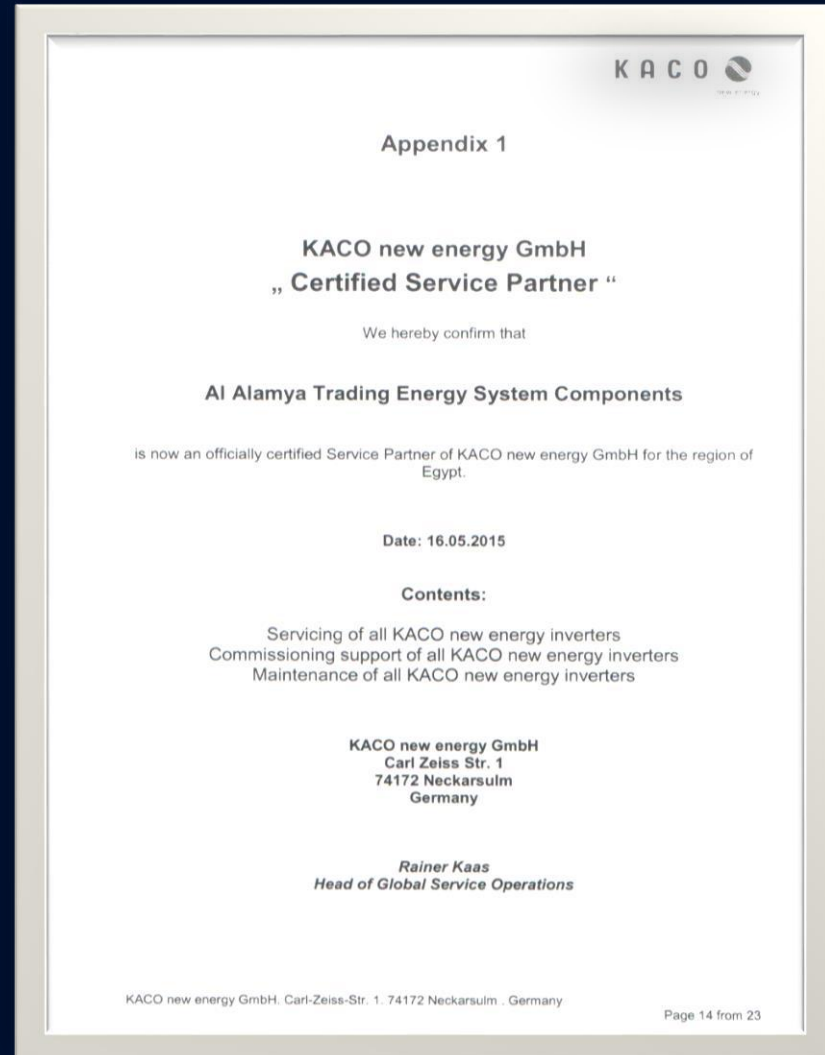 KACO
new energy
Appendix 1
KACO new energy GmbH
„ Certified Service Partner “
We hereby confirm that
Al Alamya Trading Energy System Components
is now an officially certified Service Partner of KACO new energy GmbH for the region of
Egypt.
Date: 16.05.2015
Contents:
Servicing of all KACO new energy inverters
Commissioning support of all KACO new energy inverters
Maintenance of all KACO new energy inverters
KACO new energy GmbH
Carl Zeiss Str. 1
74172 Neckarsulm
Germany
Rainer Kaas
Head of Global Service Operations
KACO new energy GmbH. Carl-Zeiss-Str. 1. 74172 Neckarsulm . Germany
Page 14 from 23